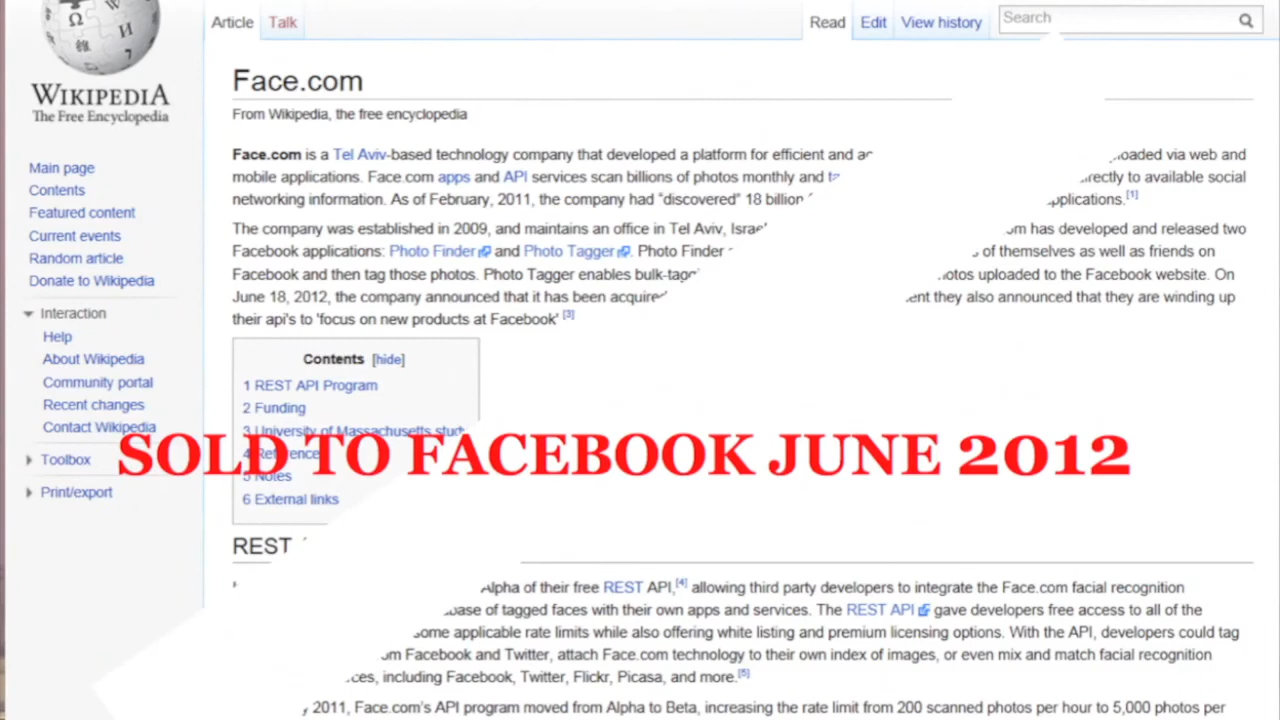 Article Talk Read Edit View history Search
WIKIPEDIA
The Free Encyclopedia
Main page
Contents
Featured content
Current events
Random article
Donate to Wikipedia
Interaction
Help
About Wikipedia
Community portal
Recent changes
Contact Wikipedia
Toolbox
Print/export
Face.com
From Wikipedia, the free encyclopedia
Face.com is a Tel Aviv-based technology company that developed a platform for efficient and via web and
mobile applications. Face.com apps and API services scan billions of photos monthly and to available social
networking information. As of February, 2011, the company had "discovered" 18 billion [1]
The company was established in 2009, and maintains an office in Tel Aviv, has developed and released two
Facebook applications: Photo Finder and Photo Tagger. Photo Finder of themselves as well as friends on
Facebook and then tag those photos. Photo Tagger enables uploaded to the Facebook website. On
June 18, 2012, the company announced that it has been acquired they also announced that they are winding up
their api's to 'focus on new products at Facebook' [3]
Contents [hide]
1 REST API Program
2 Funding
3 University of Massachusetts
4 Reference
5 Notes
6 External links
SOLD TO FACEBOOK JUNE 2012
REST
of their free REST API,[4] allowing third party developers to integrate the Face.com facial recognition
of tagged faces with their own apps and services. The REST API gave developers free access to all of the
some applicable rate limits while also offering white listing and premium licensing options. With the API, developers could tag
Facebook and Twitter, attach Face.com technology to their own index of images, or even mix and match facial recognition
including Facebook, Twitter, Flickr, Picasa, and more.[5]
2011, Face.com's API program moved from Alpha to Beta, increasing the rate limit from 200 scanned photos per hour to 5,000 photos per